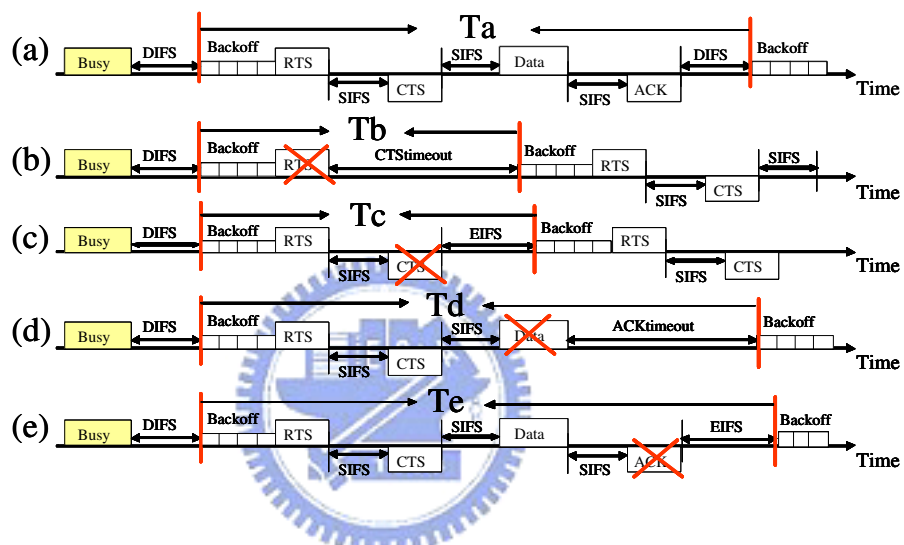 Ta
(a) Busy DIFS Backoff RTS SIFS CTS SIFS Data SIFS ACK DIFS Backoff Time
Tb
(b) Busy DIFS Backoff RTS CTStimeout Backoff RTS SIFS CTS SIFS Time
Tc
(c) Busy DIFS Backoff RTS SIFS CTS EIFS Backoff RTS SIFS CTS Time
Td
(d) Busy DIFS Backoff RTS SIFS CTS SIFS Data ACKtimeout Backoff Time
Te
(e) Busy DIFS Backoff RTS SIFS CTS SIFS Data SIFS ACK EIFS Backoff Time